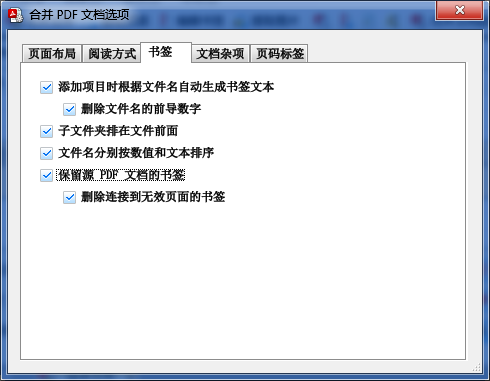 合并 PDF 文档选项
页面布局 阅读方式 书签 文档杂项 页码标签
添加项目时根据文件名自动生成书签文本
删除文件名的前导数字
子文件夹排在文件前面
文件名分别按数值和文本排序
保留源 PDF 文档的书签
删除连接到无效页面的书签